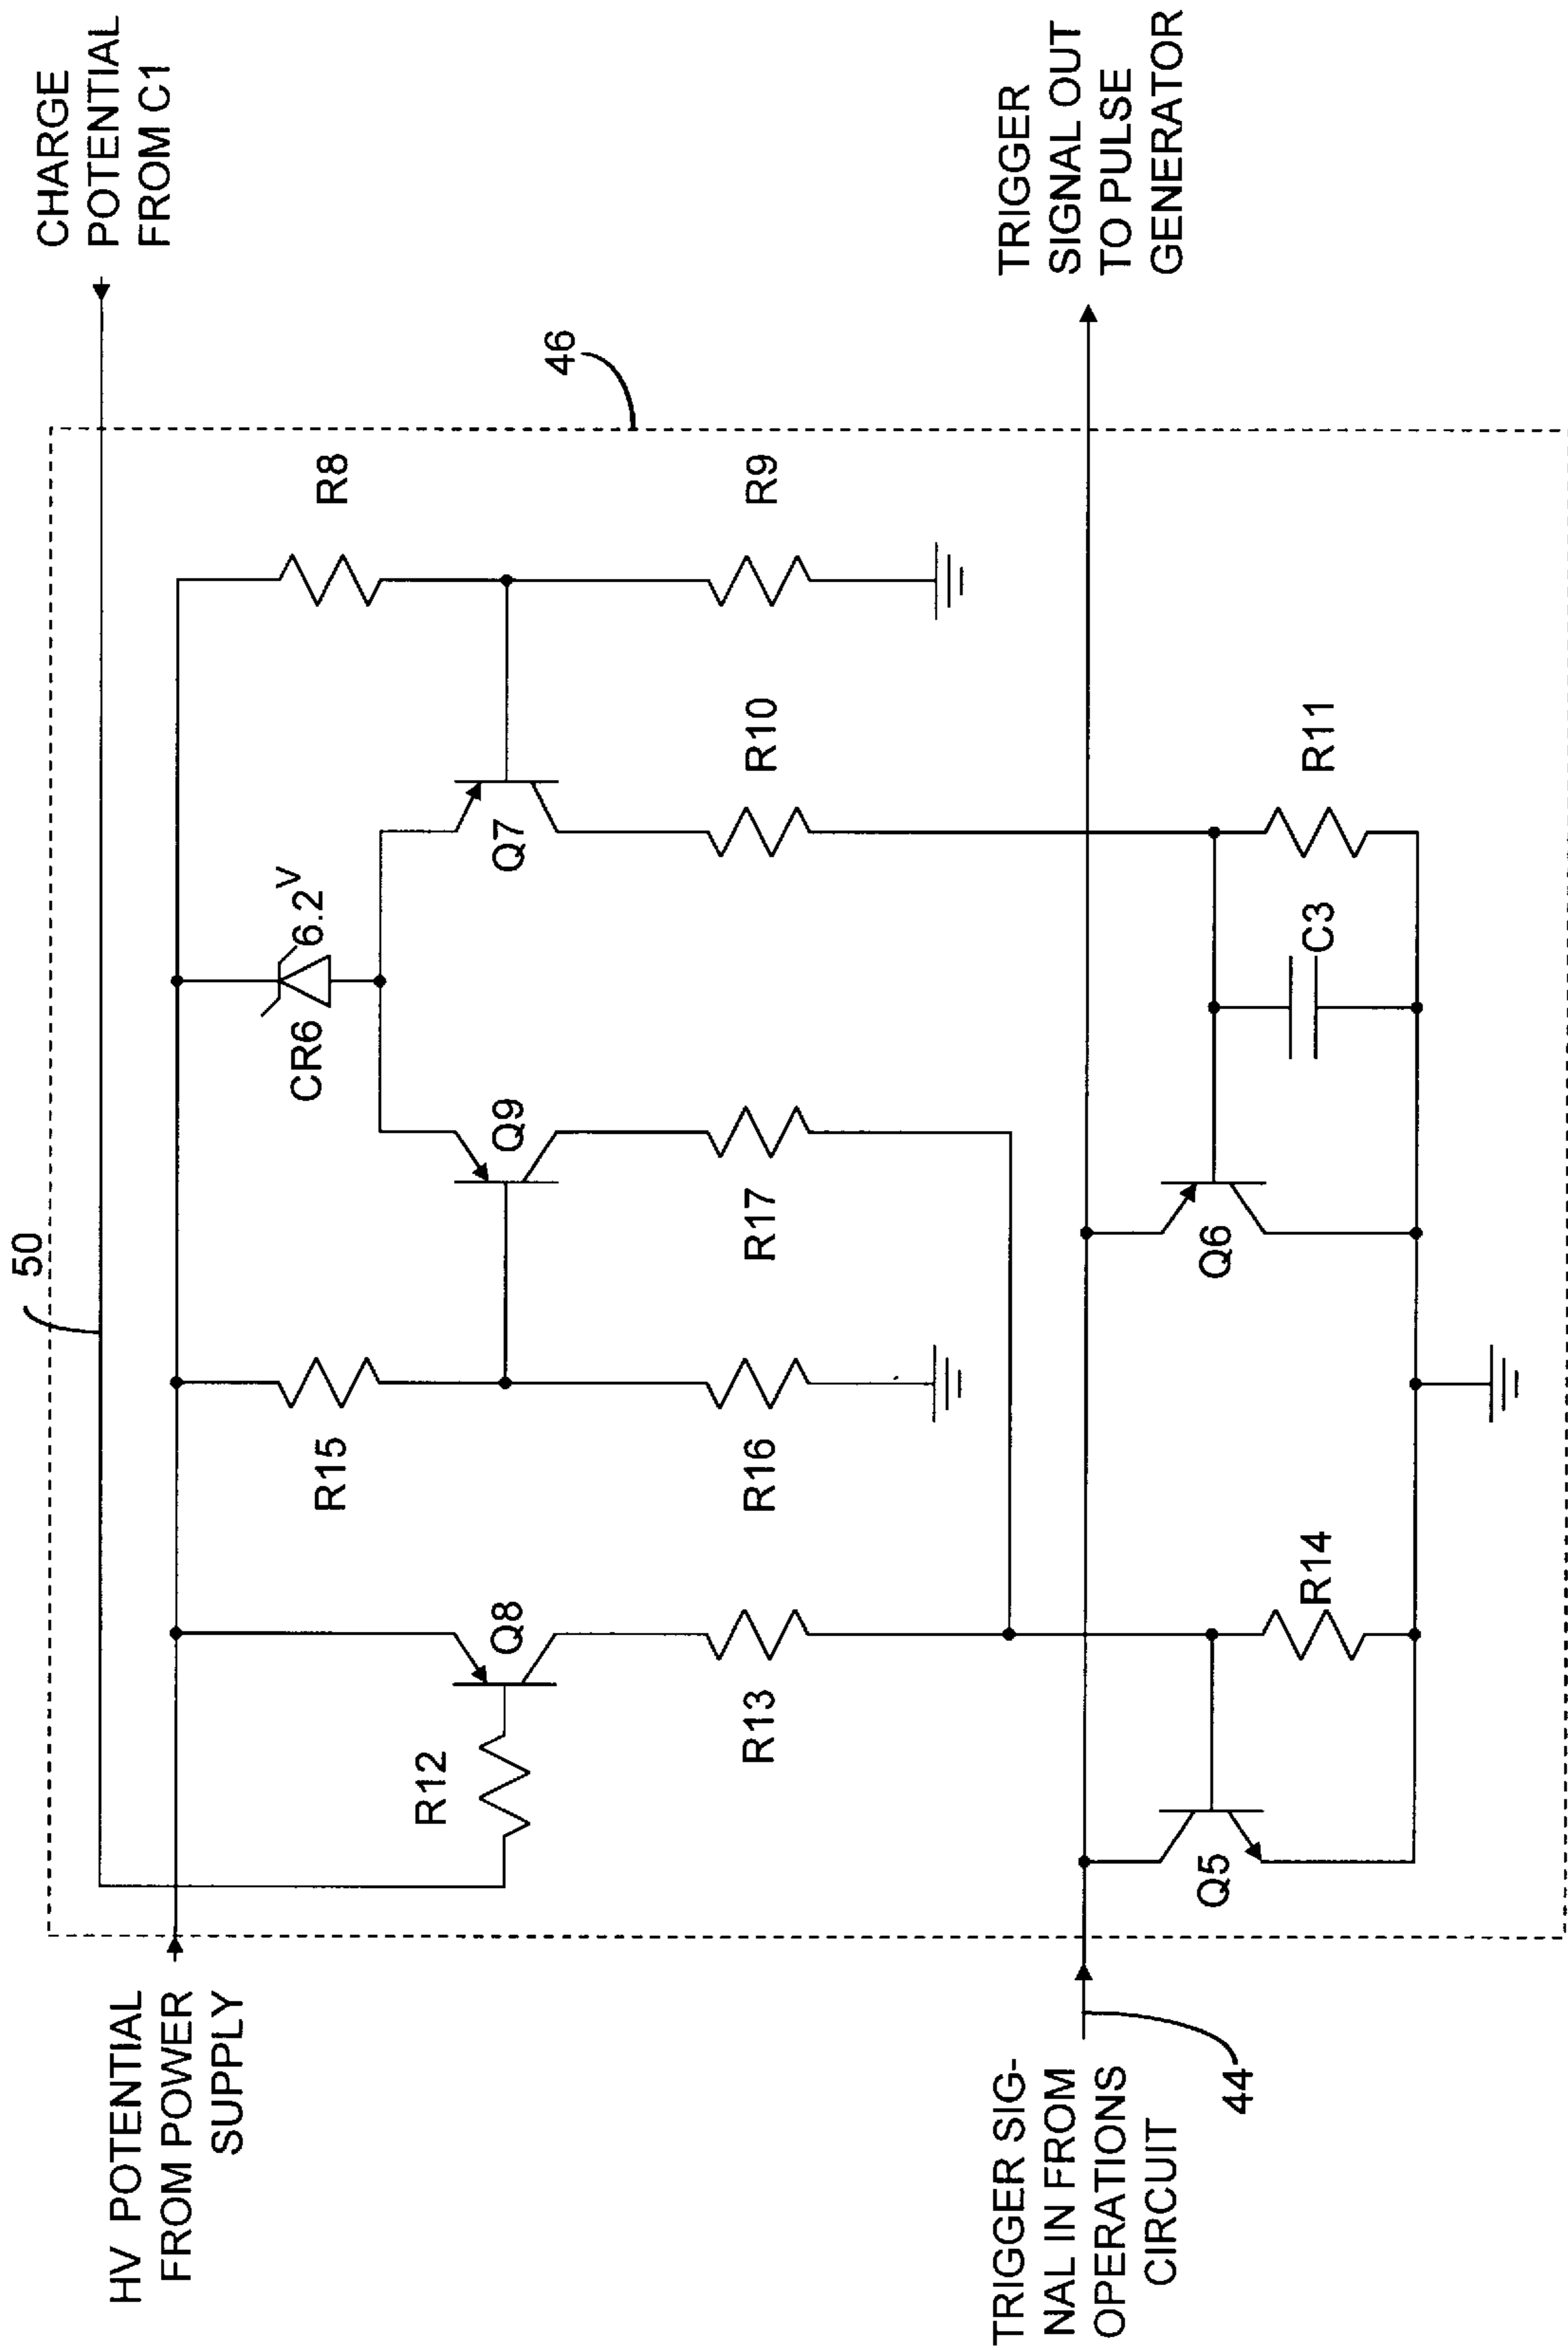 CHARGE
POTENTIAL
FROM C1
TRIGGER
SIGNAL OUT
TO PULSE
GENERATOR
46
R8
R9
R10
R11
Q7
6.2V
CR6
C3
Q9
R17
Q6
50
R15
R16
R14
Q8
R13
R12
Q5
HV POTENTIAL
FROM POWER
SUPPLY
TRIGGER SIG-
NAL IN FROM
OPERATIONS
CIRCUIT
44